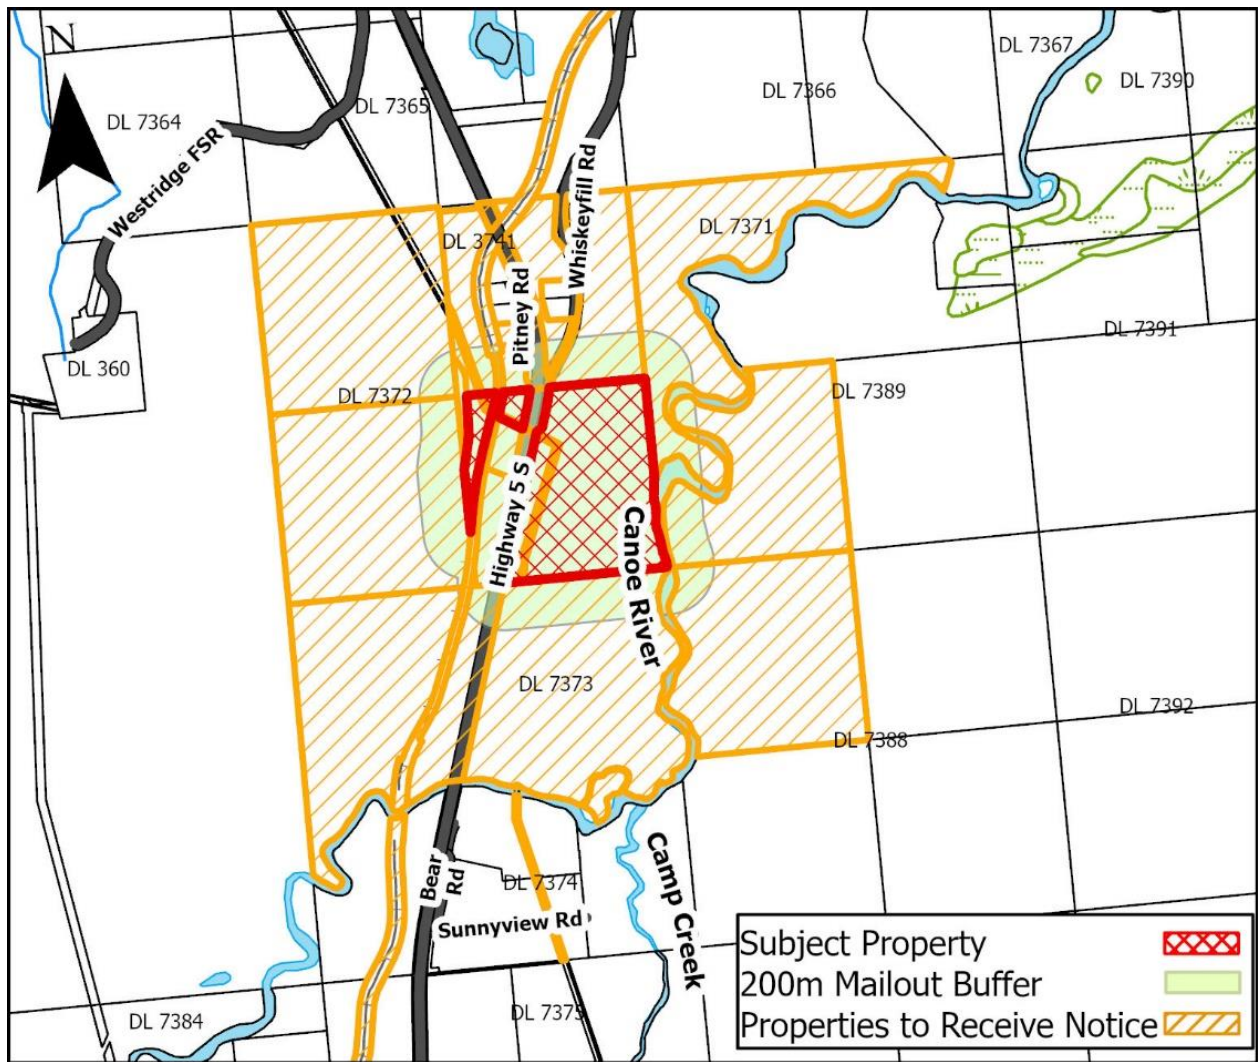 N
DL 7367
DL 7390
DL 7366
DL 7365
DL 7364
Westridge FSR
Whiskeyfill Rd
DL 7371
DL 3741
Pitney Rd
DL 7391
DL 360
DL 7372
DL 7389
Highway 5 S
Canoe River
DL 7373
DL 7392
DL 7388
Bear
Rd
DL 7374
Camp Creek
Sunnyview Rd
DL 7384
DL 7375
Subject Property
200m Mailout Buffer
Properties to Receive Notice